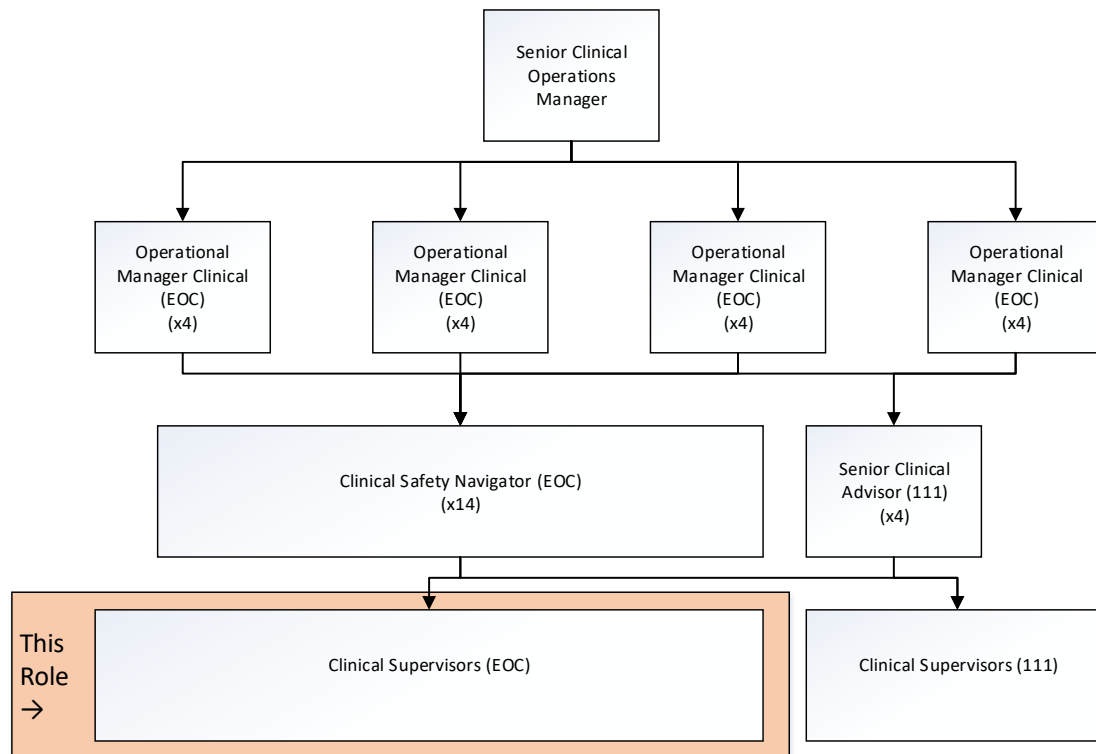 Senior Clinical
Operations
Manager
Operational
Manager Clinical
(EOC)
(x4)
Operational
Manager Clinical
(EOC)
(x4)
Operational
Manager Clinical
(EOC)
(x4)
Operational
Manager Clinical
(EOC)
(x4)
Clinical Safety Navigator (EOC)
(x14)
Senior Clinical
Advisor (111)
(x4)
This
Role
→
Clinical Supervisors (EOC)
Clinical Supervisors (111)